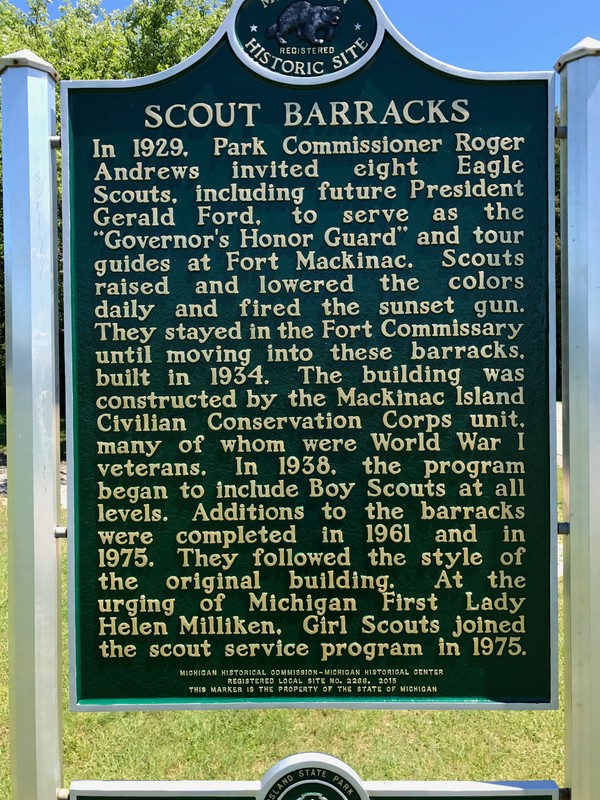 REGISTERED
HISTORIC SITE
SCOUT BARRACKS
In 1929, Park Commissioner Roger
Andrews invited eight Eagle
Scouts, including future President
Gerald Ford, to serve as the
“Governor's Honor Guard” and tour
guides at Fort Mackinac. Scouts
raised and lowered the colors
daily and fired the sunset gun.
They stayed in the Fort Commissary
until moving into these barracks,
built in 1934. The building was
constructed by the Mackinac Island
Civilian Conservation Corps unit,
many of whom were World War I
veterans. In 1938, the program
began to include Boy Scouts at all
levels. Additions to the barracks
were completed in 1961 and in
1975. They followed the style of
the original building. At the
urging of Michigan First Lady
Helen Milliken, Girl Scouts joined
the scout service program in 1975.
MICHIGAN HISTORICAL COMMISSION-MICHIGAN HISTORICAL CENTER
REGISTERED LOCAL SITE NO. 2286, 2015
THIS MARKER IS THE PROPERTY OF THE STATE OF MICHIGAN
ISLAND STATE PARK